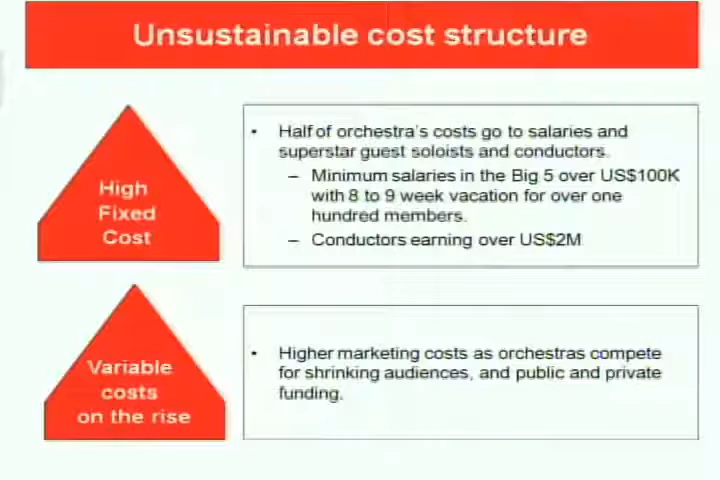 Unsustainable cost structure
High
Fixed
Cost
• Half of orchestra's costs go to salaries and
superstar guest soloists and conductors.
– Minimum salaries in the Big 5 over US$100K
with 8 to 9 week vacation for over one
hundred members.
– Conductors earning over US$2M
Variable
costs
on the rise
• Higher marketing costs as orchestras compete
for shrinking audiences, and public and private
funding.